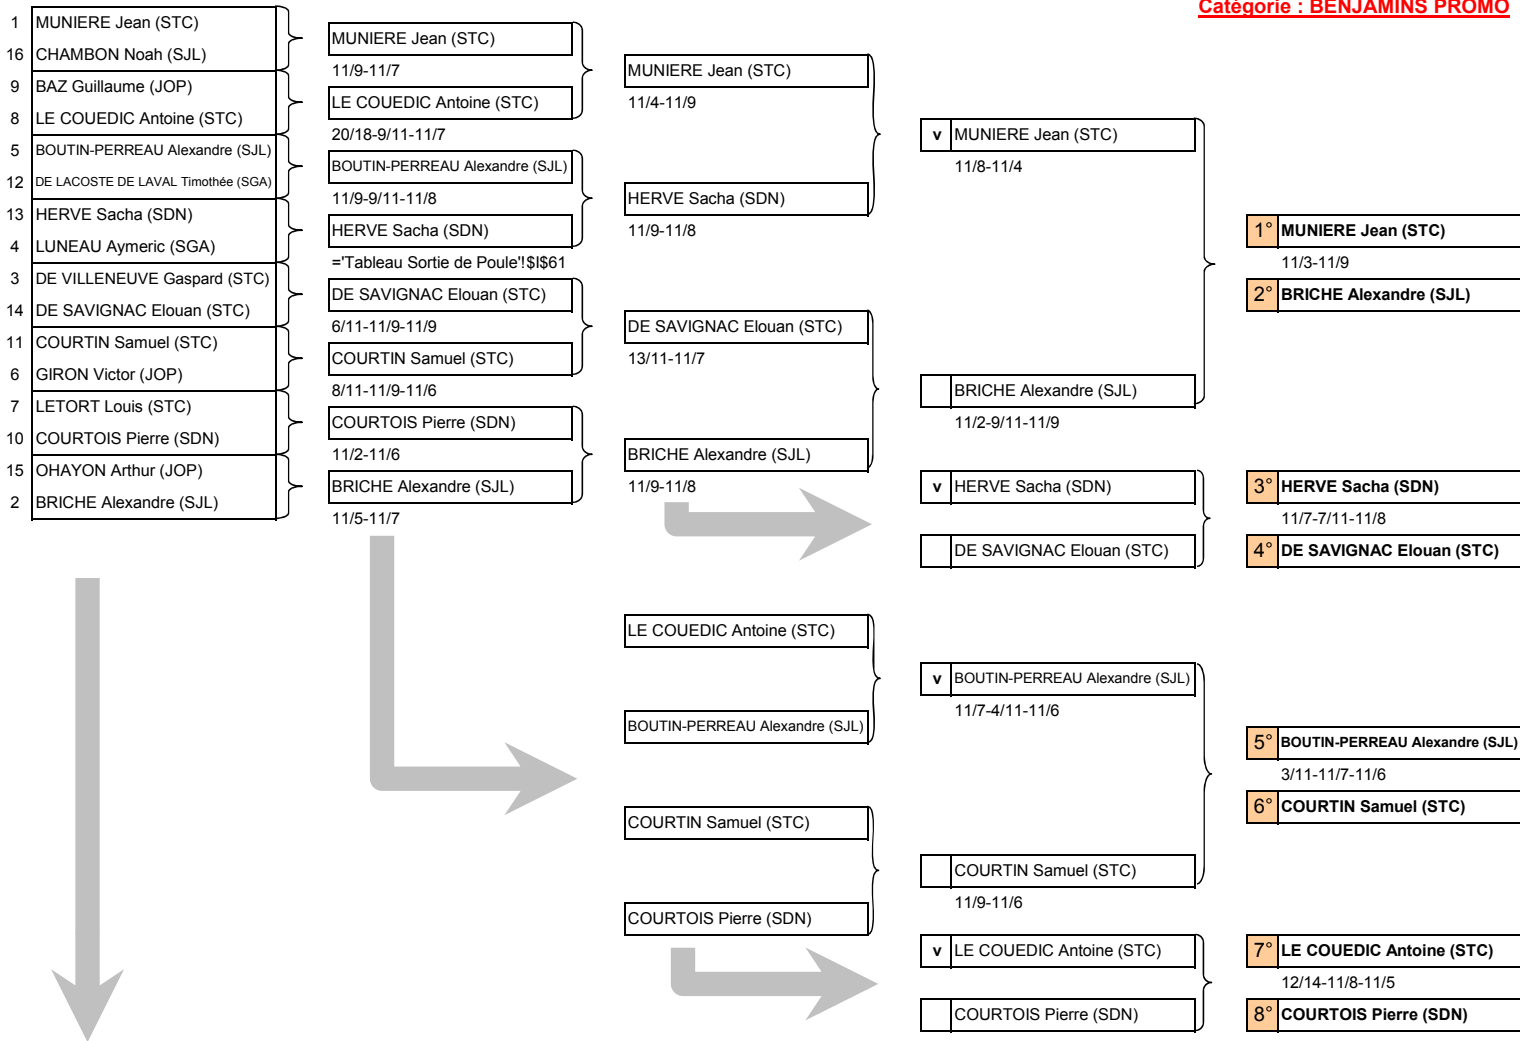 Catégorie : BENJAMINS PROMO
1 MUNIERE Jean (STC)
16 CHAMBON Noah (SJL)
9 BAZ Guillaume (JOP)
8 LE COUEDIC Antoine (STC)
5 BOUTIN-PERREAU Alexandre (SJL)
12 DE LACOSTE DE LAVAL Timothée (SGA)
13 HERVE Sacha (SDN)
4 LUNEAU Aymeric (SGA)
3 DE VILLENEUVE Gaspard (STC)
14 DE SAVIGNAC Elouan (STC)
11 COURTIN Samuel (STC)
6 GIRON Victor (JOP)
7 LETORT Louis (STC)
10 COURTOIS Pierre (SDN)
15 OHAYON Arthur (JOP)
2 BRICHE Alexandre (SJL)
MUNIERE Jean (STC)
11/9-11/7
LE COUEDIC Antoine (STC)
20/18-9/11-11/7
BOUTIN-PERREAU Alexandre (SJL)
11/9-9/11-11/8
HERVE Sacha (SDN)
='Tableau Sortie de Poule'!$I$61
DE SAVIGNAC Elouan (STC)
6/11-11/9-11/9
COURTIN Samuel (STC)
8/11-11/9-11/6
COURTOIS Pierre (SDN)
11/2-11/6
BRICHE Alexandre (SJL)
11/5-11/7
MUNIERE Jean (STC)
11/4-11/9
HERVE Sacha (SDN)
11/9-11/8
DE SAVIGNAC Elouan (STC)
13/11-11/7
BRICHE Alexandre (SJL)
11/9-11/8
LE COUEDIC Antoine (STC)
BOUTIN-PERREAU Alexandre (SJL)
COURTIN Samuel (STC)
COURTOIS Pierre (SDN)
v MUNIERE Jean (STC)
11/8-11/4
BRICHE Alexandre (SJL)
11/2-9/11-11/9
v HERVE Sacha (SDN)
DE SAVIGNAC Elouan (STC)
v BOUTIN-PERREAU Alexandre (SJL)
11/7-4/11-11/6
COURTIN Samuel (STC)
11/9-11/6
v LE COUEDIC Antoine (STC)
COURTOIS Pierre (SDN)
1° MUNIERE Jean (STC)
11/3-11/9
2° BRICHE Alexandre (SJL)
3° HERVE Sacha (SDN)
11/7-7/11-11/8
4° DE SAVIGNAC Elouan (STC)
5° BOUTIN-PERREAU Alexandre (SJL)
3/11-11/7-11/6
6° COURTIN Samuel (STC)
7° LE COUEDIC Antoine (STC)
12/14-11/8-11/5
8° COURTOIS Pierre (SDN)